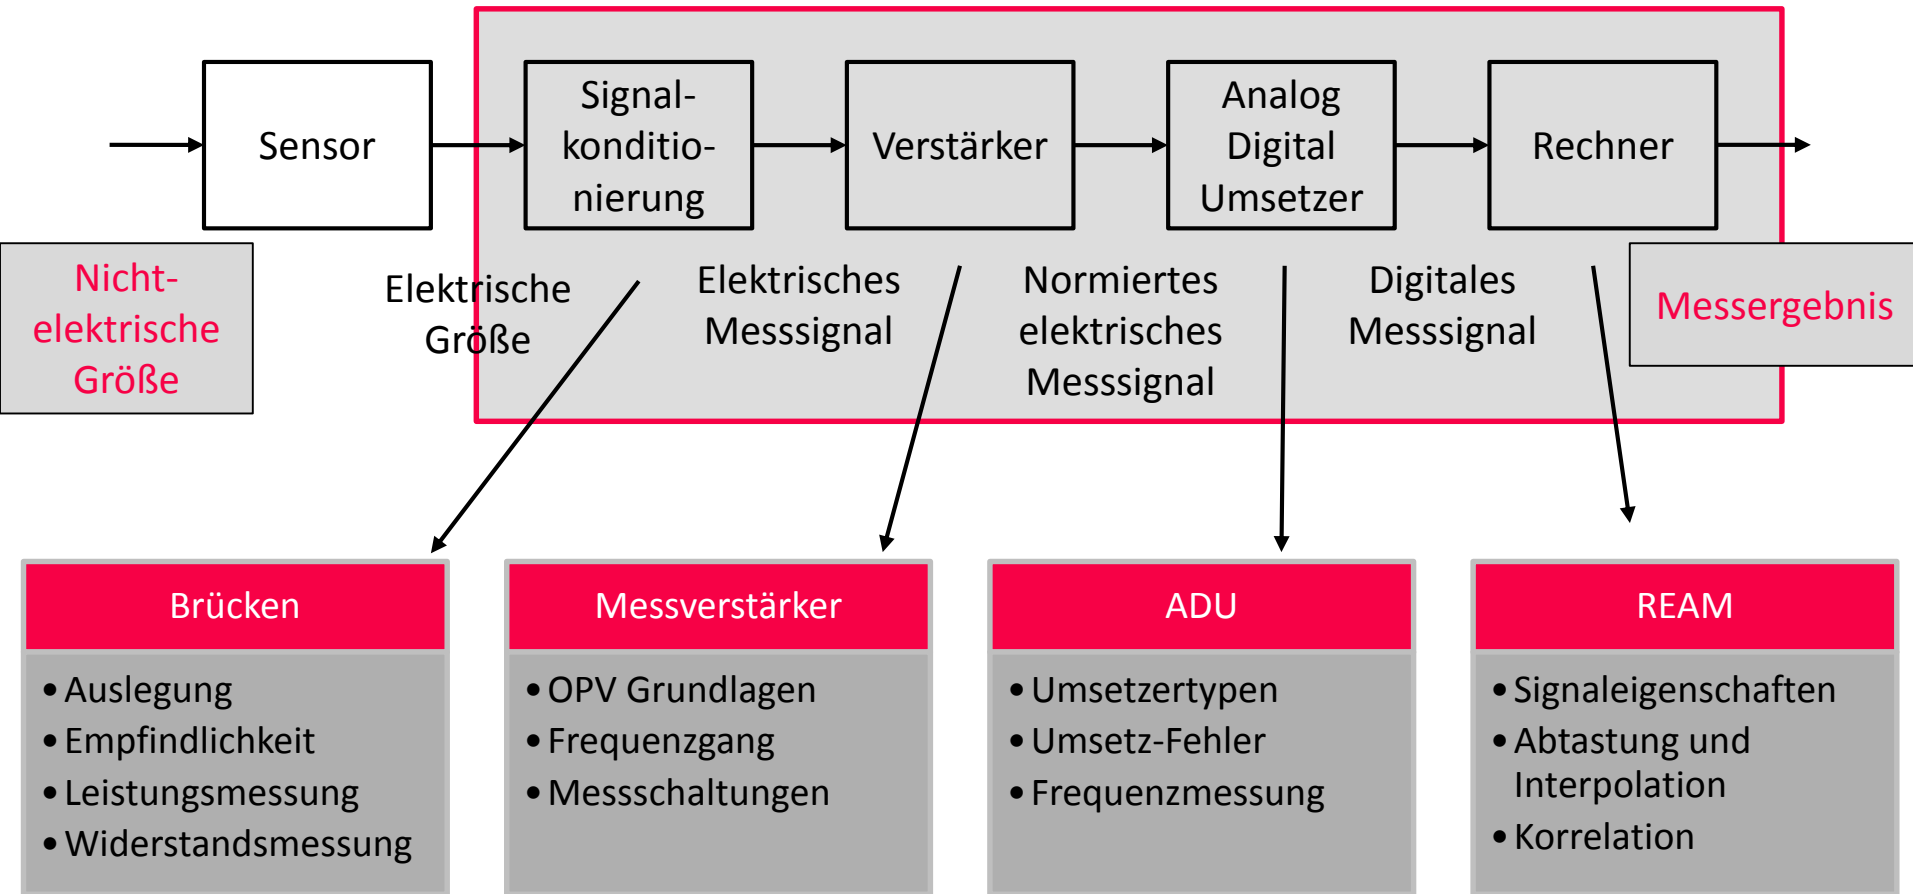 Sensor
Signal-
konditio-
nierung
Verstärker
Analog
Digital
Umsetzer
Rechner
Nicht-
elektrische
Größe
Elektrische
Größe
Elektrisches
Messsignal
Normiertes
elektrisches
Messsignal
Digitales
Messsignal
Messergebnis
Brücken
• Auslegung
• Empfindlichkeit
• Leistungsmessung
• Widerstandsmessung
Messverstärker
• OPV Grundlagen
• Frequenzgang
• Messschaltungen
ADU
• Umsetzertypen
• Umsetz-Fehler
• Frequenzmessung
REAM
• Signaleigenschaften
• Abtastung und
Interpolation
• Korrelation